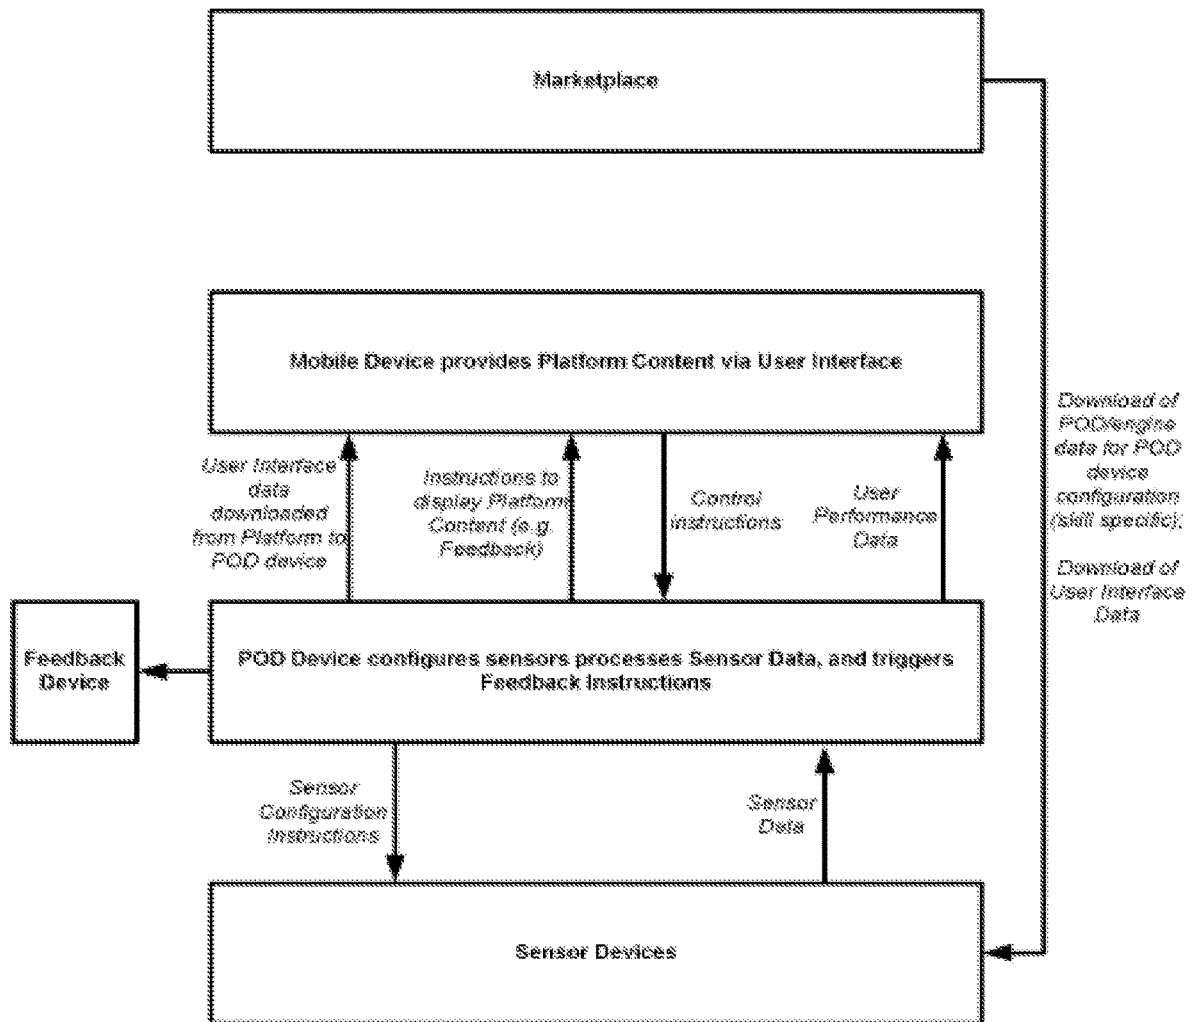 Marketplace
Mobile Device provides Platform Content via User Interface
User Interface
data
downloaded
from Platform to
POD device
Instructions to
display Platform
Content (e.g.
Feedback)
Control
instructions
User
Performance
Data
Download of
POD/engine
data for POD
device
configuration
(skill specific);
Download of
User Interface
Data
Feedback
Device
POD Device configures sensors processes Sensor Data, and triggers
Feedback Instructions
Sensor
Configuration
Instructions
Sensor
Data
Sensor Devices